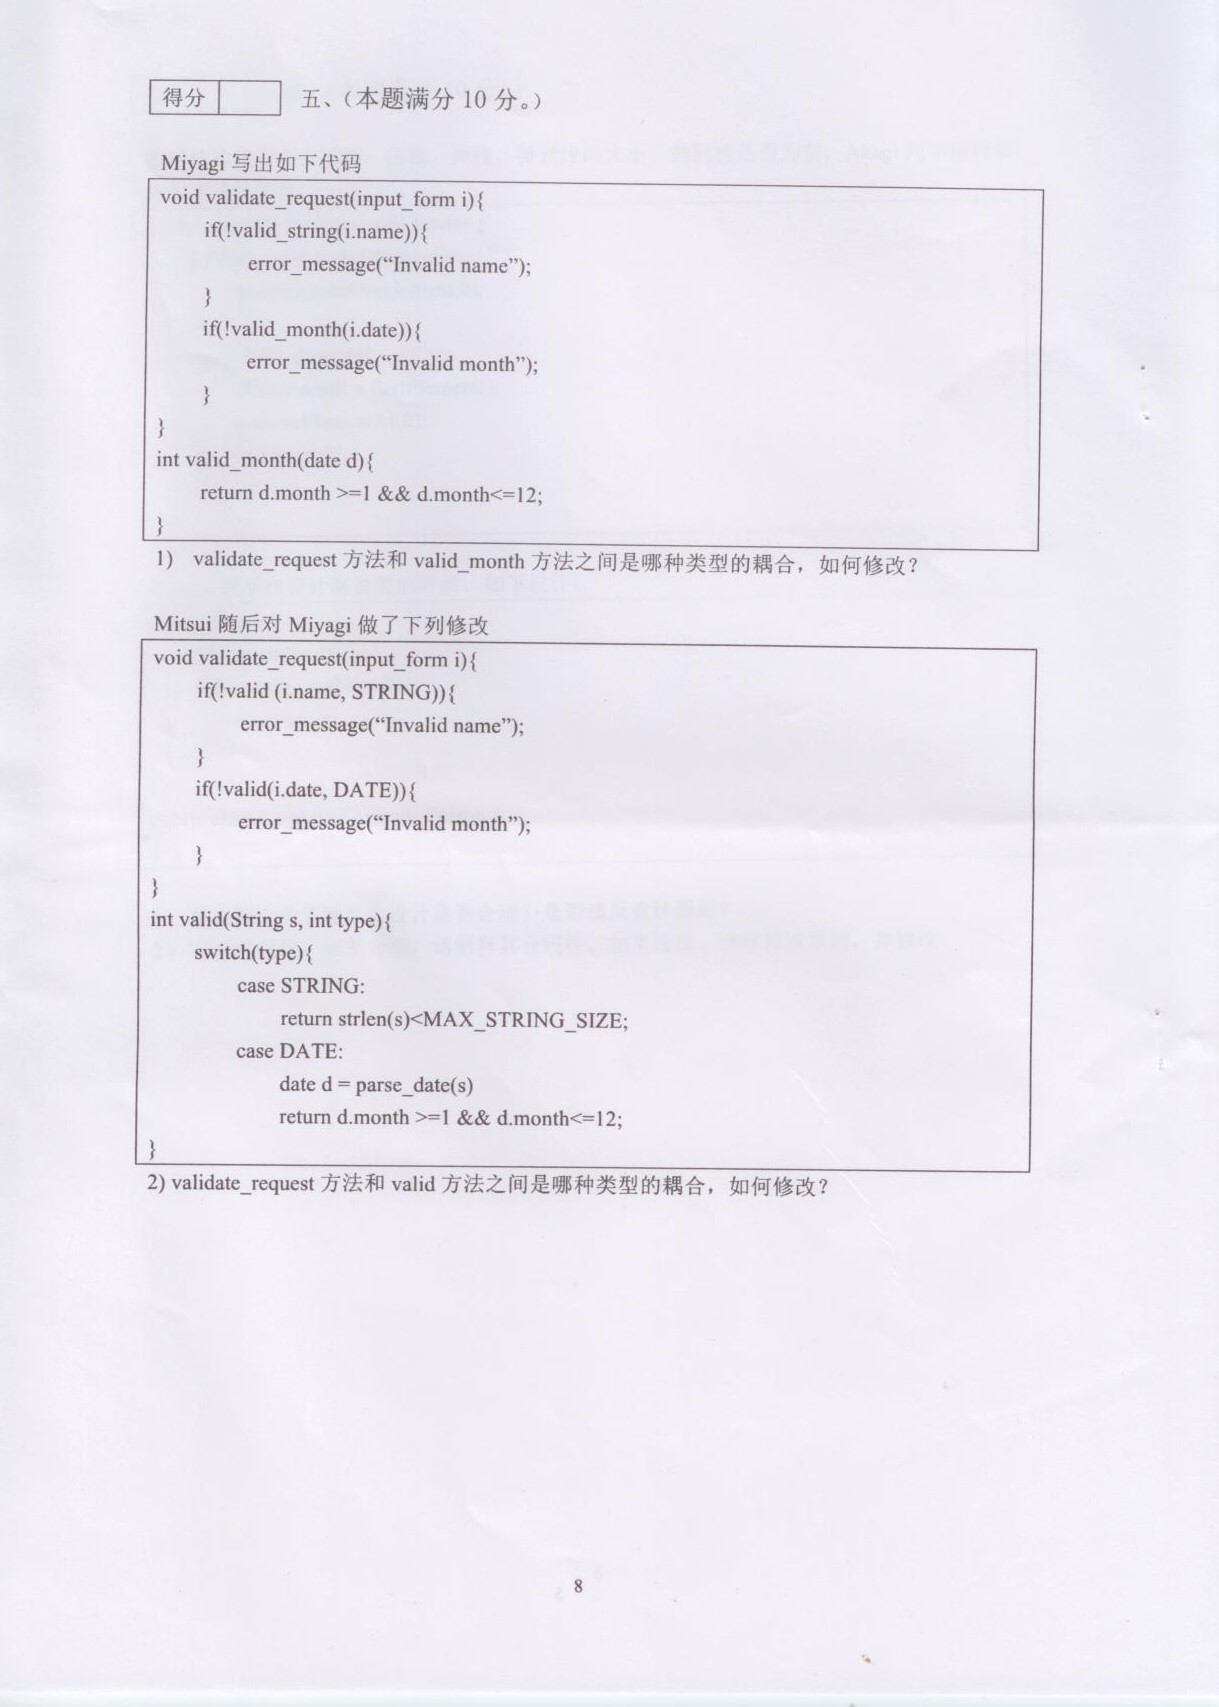 得分 五、（本题满分 10 分。）
Miyagi 写出如下代码
void validate_request(input_form i){
if(!valid_string(i.name)){
error_message(“Invalid name”);
}
if(!valid_month(i.date)){
error_message(“Invalid month”);
}
}
int valid_month(date d){
return d.month >=1 && d.month<=12;
}
1) validate_request 方法和 valid_month 方法之间是哪种类型的耦合，如何修改？
Mitsui 随后对 Miyagi 做了下列修改
void validate_request(input_form i){
if(!valid (i.name, STRING)){
error_message(“Invalid name”);
}
if(!valid(i.date, DATE)){
error_message(“Invalid month”);
}
}
int valid(String s, int type){
switch(type){
case STRING:
return strlen(s)<MAX_STRING_SIZE;
case DATE:
date d = parse_date(s)
return d.month >=1 && d.month<=12;
}
2) validate_request 方法和 valid 方法之间是哪种类型的耦合，如何修改？
8